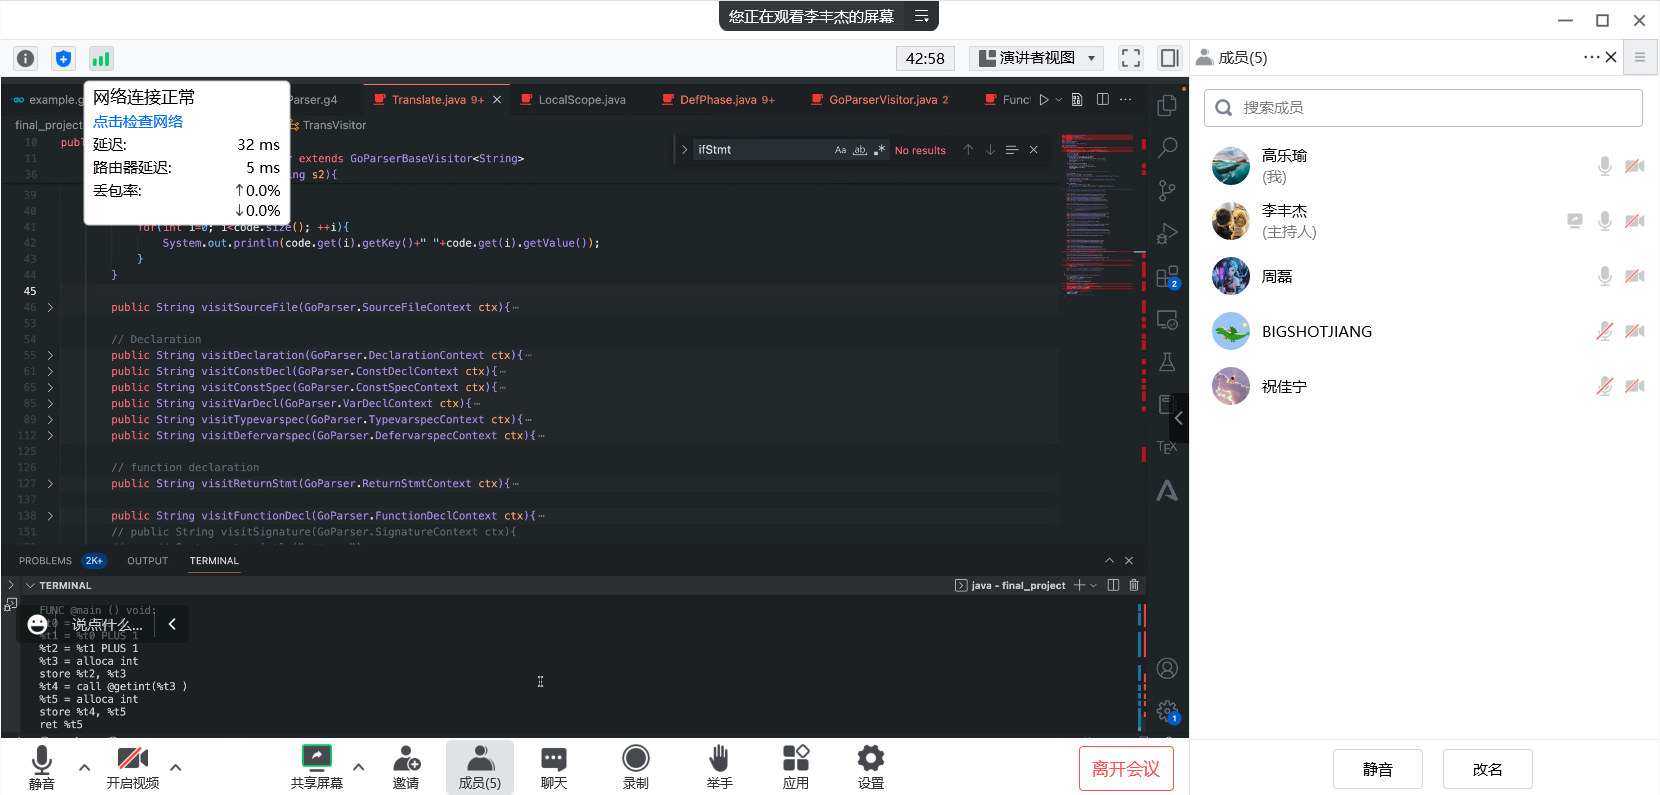 您正在观看李丰杰的屏幕
42:58
演讲者视图
成员(5)
example.g
Parser.g4
Translate.java 9+
LocalScope.java
DefPhase.java 9+
GoParserVisitor.java 2
Func
final_project
TransVisitor
网络连接正常
点击检查网络
延迟: 32 ms
路由器延迟: 5 ms
丢包率: ↑0.0%
↓0.0%
ifStmt
Aa
ab
No results
搜索成员
10 publ
11 r extends GoParserBaseVisitor<String>
36 ng s2){
39
40
41 for(int i=0; i<code.size(); ++i){
42 System.out.println(code.get(i).getKey()+" "+code.get(i).getValue());
43 }
44 }
45
46 public String visitSourceFile(GoParser.SourceFileContext ctx){⋯
53
54 // Declaration
55 public String visitDeclaration(GoParser.DeclarationContext ctx){⋯
61 public String visitConstDecl(GoParser.ConstDeclContext ctx){⋯
65 public String visitConstSpec(GoParser.ConstSpecContext ctx){⋯
85 public String visitVarDecl(GoParser.VarDeclContext ctx){⋯
89 public String visitTypevarspec(GoParser.TypevarspecContext ctx){⋯
112 public String visitDefervarspec(GoParser.DefervarspecContext ctx){⋯
125
126 // function declaration
127 public String visitReturnStmt(GoParser.ReturnStmtContext ctx){⋯
137
138 public String visitFunctionDecl(GoParser.FunctionDeclContext ctx){⋯
151 // public String visitSignature(GoParser.SignatureContext ctx){
2
TEX
1
高乐瑜
(我)
李丰杰
(主持人)
周磊
BIGSHOTJIANG
祝佳宁
PROBLEMS 2K+ OUTPUT TERMINAL
TERMINAL
java - final_project
FUNC @main () void:
说点什么...
%t1 = %t0 PLUS 1
%t2 = %t1 PLUS 1
%t3 = alloca int
store %t2, %t3
%t4 = call @getint(%t3 )
%t5 = alloca int
store %t4, %t5
ret %t5
静音
开启视频
共享屏幕
邀请
成员(5)
聊天
录制
举手
应用
设置
离开会议
静音
改名